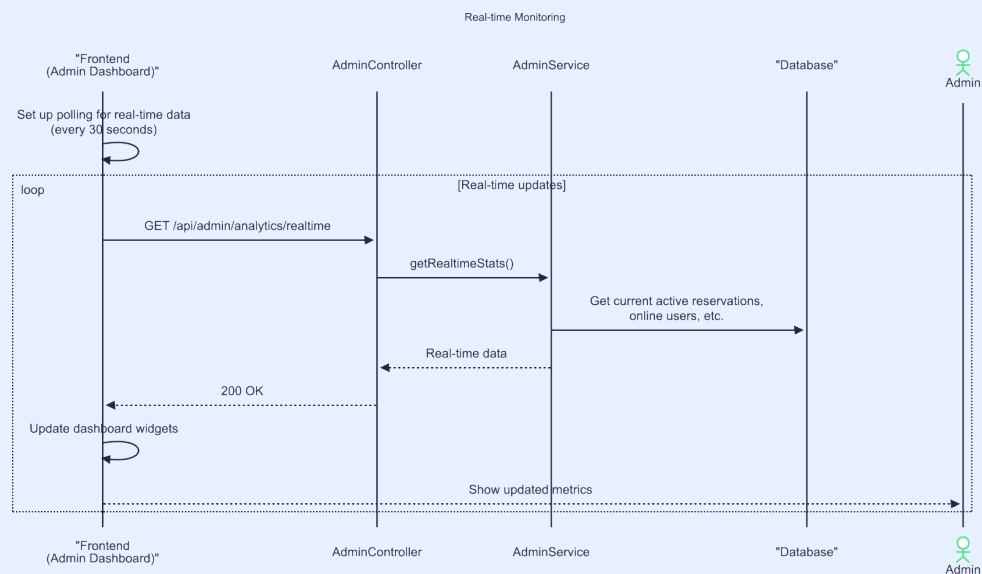 Real-time Monitoring
"Frontend
(Admin Dashboard)"
AdminController
AdminService
"Database"
Admin
Set up polling for real-time data
(every 30 seconds)
loop
[Real-time updates]
GET /api/admin/analytics/realtime
getRealtimeStats()
Get current active reservations,
online users, etc.
Real-time data
200 OK
Update dashboard widgets
Show updated metrics
"Frontend
(Admin Dashboard)"
AdminController
AdminService
"Database"
Admin